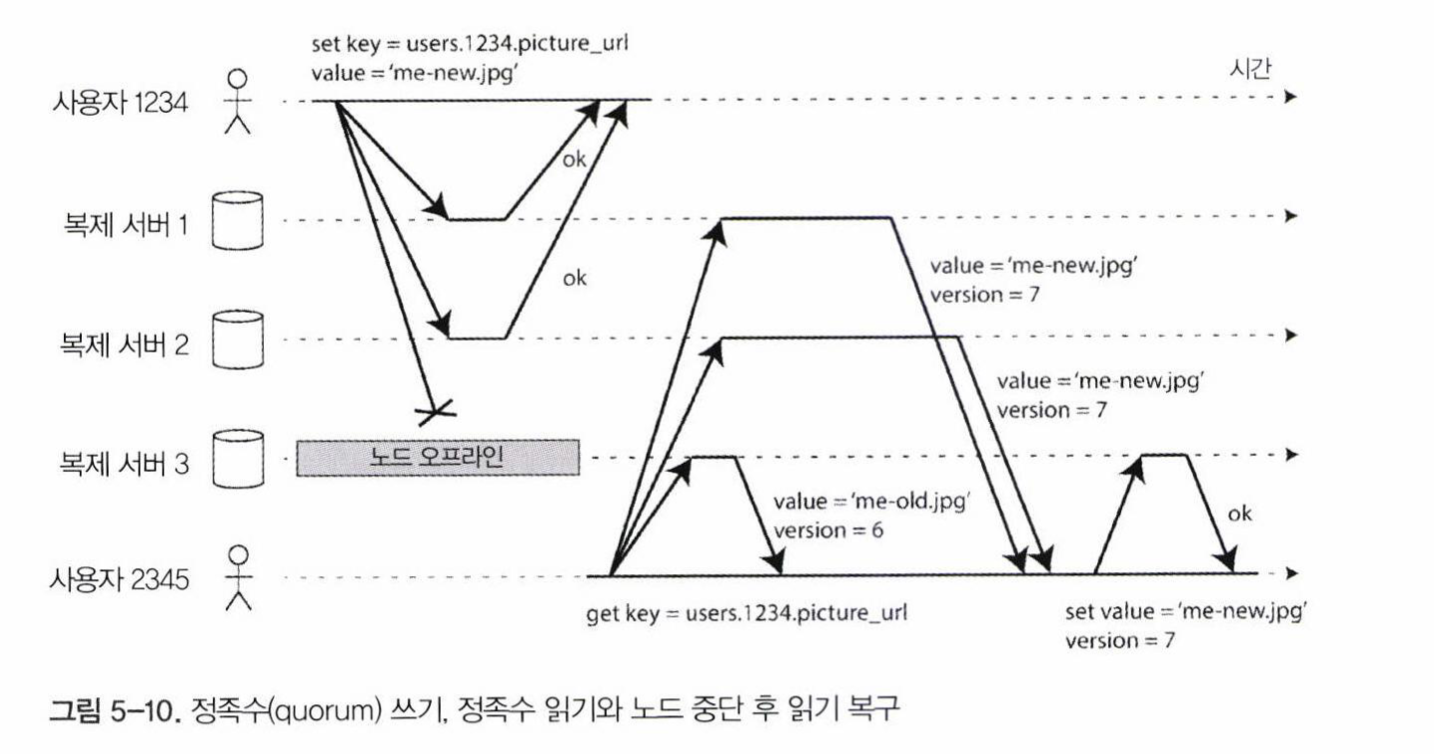 set key = users.1234.picture_url
value = 'me-new.jpg'
시간
사용자 1234
ok
복제 서버 1
value = 'me-new.jpg'
version = 7
ok
복제 서버 2
value = 'me-new.jpg'
version = 7
복제 서버 3
노드 오프라인
value = 'me-old.jpg'
version = 6
ok
사용자 2345
get key = users.1234.picture_url
set value = 'me-new.jpg'
version = 7
그림 5-10. 정족수(quorum) 쓰기, 정족수 읽기와 노드 중단 후 읽기 복구